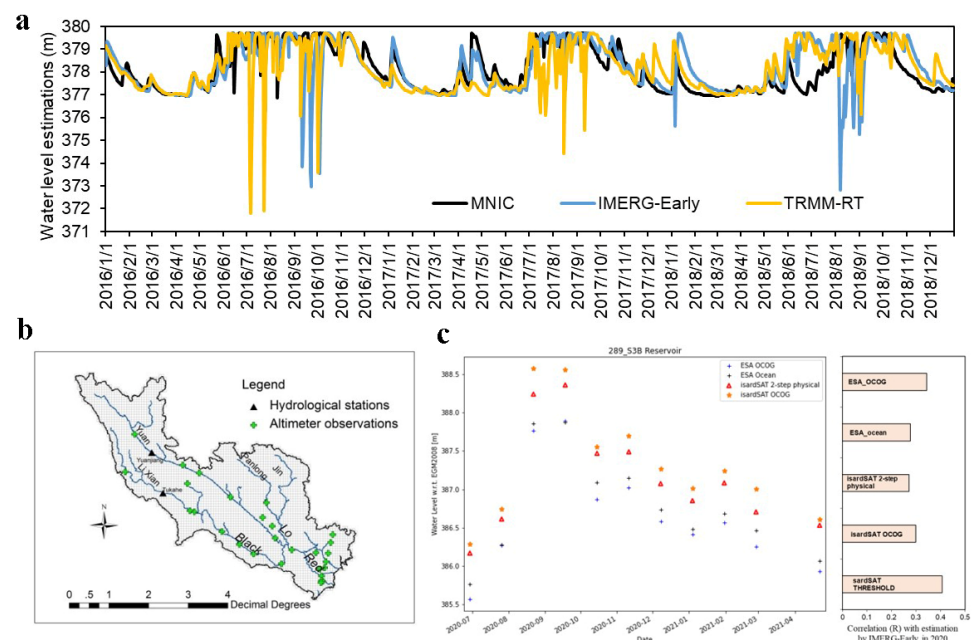 a
Water level estimations (m)
380
379
378
377
376
375
374
373
372
371
MNIC
IMERG-Early
TRMM-RT
2016/1/1
2016/2/1
2016/3/1
2016/4/1
2016/5/1
2016/6/1
2016/7/1
2016/8/1
2016/9/1
2016/10/1
2016/11/1
2016/12/1
2017/1/1
2017/2/1
2017/3/1
2017/4/1
2017/5/1
2017/6/1
2017/7/1
2017/8/1
2017/9/1
2017/10/1
2017/11/1
2017/12/1
2018/1/1
2018/2/1
2018/3/1
2018/4/1
2018/5/1
2018/6/1
2018/7/1
2018/8/1
2018/9/1
2018/10/1
2018/11/1
2018/12/1
b
Legend
Hydrological stations
Altimeter observations
Yuan
Yuanjiang
Li Xian
Tukahe
Panlong
Jin
Lo
Black
Red
N
0 .5 1 2 3 4
Decimal Degrees
c
289_S3B Reservoir
ESA OCOG
ESA Ocean
isardSAT 2-step physical
isardSAT OCOG
Water Level w.r.t. EGM2008 [m]
388.5
388.0
387.5
387.0
386.5
386.0
385.5
2020-07
2020-08
2020-09
2020-10
2020-11
2020-12
2021-01
2021-02
2021-03
2021-04
Date
ESA_OCOG
ESA_ocean
isardSAT 2-step
physical
isardSAT OCOG
sardSAT
THRESHOLD
0 0.1 0.2 0.3 0.4 0.5
Correlation (R) with estimation
by IMERG-Early, in 2020